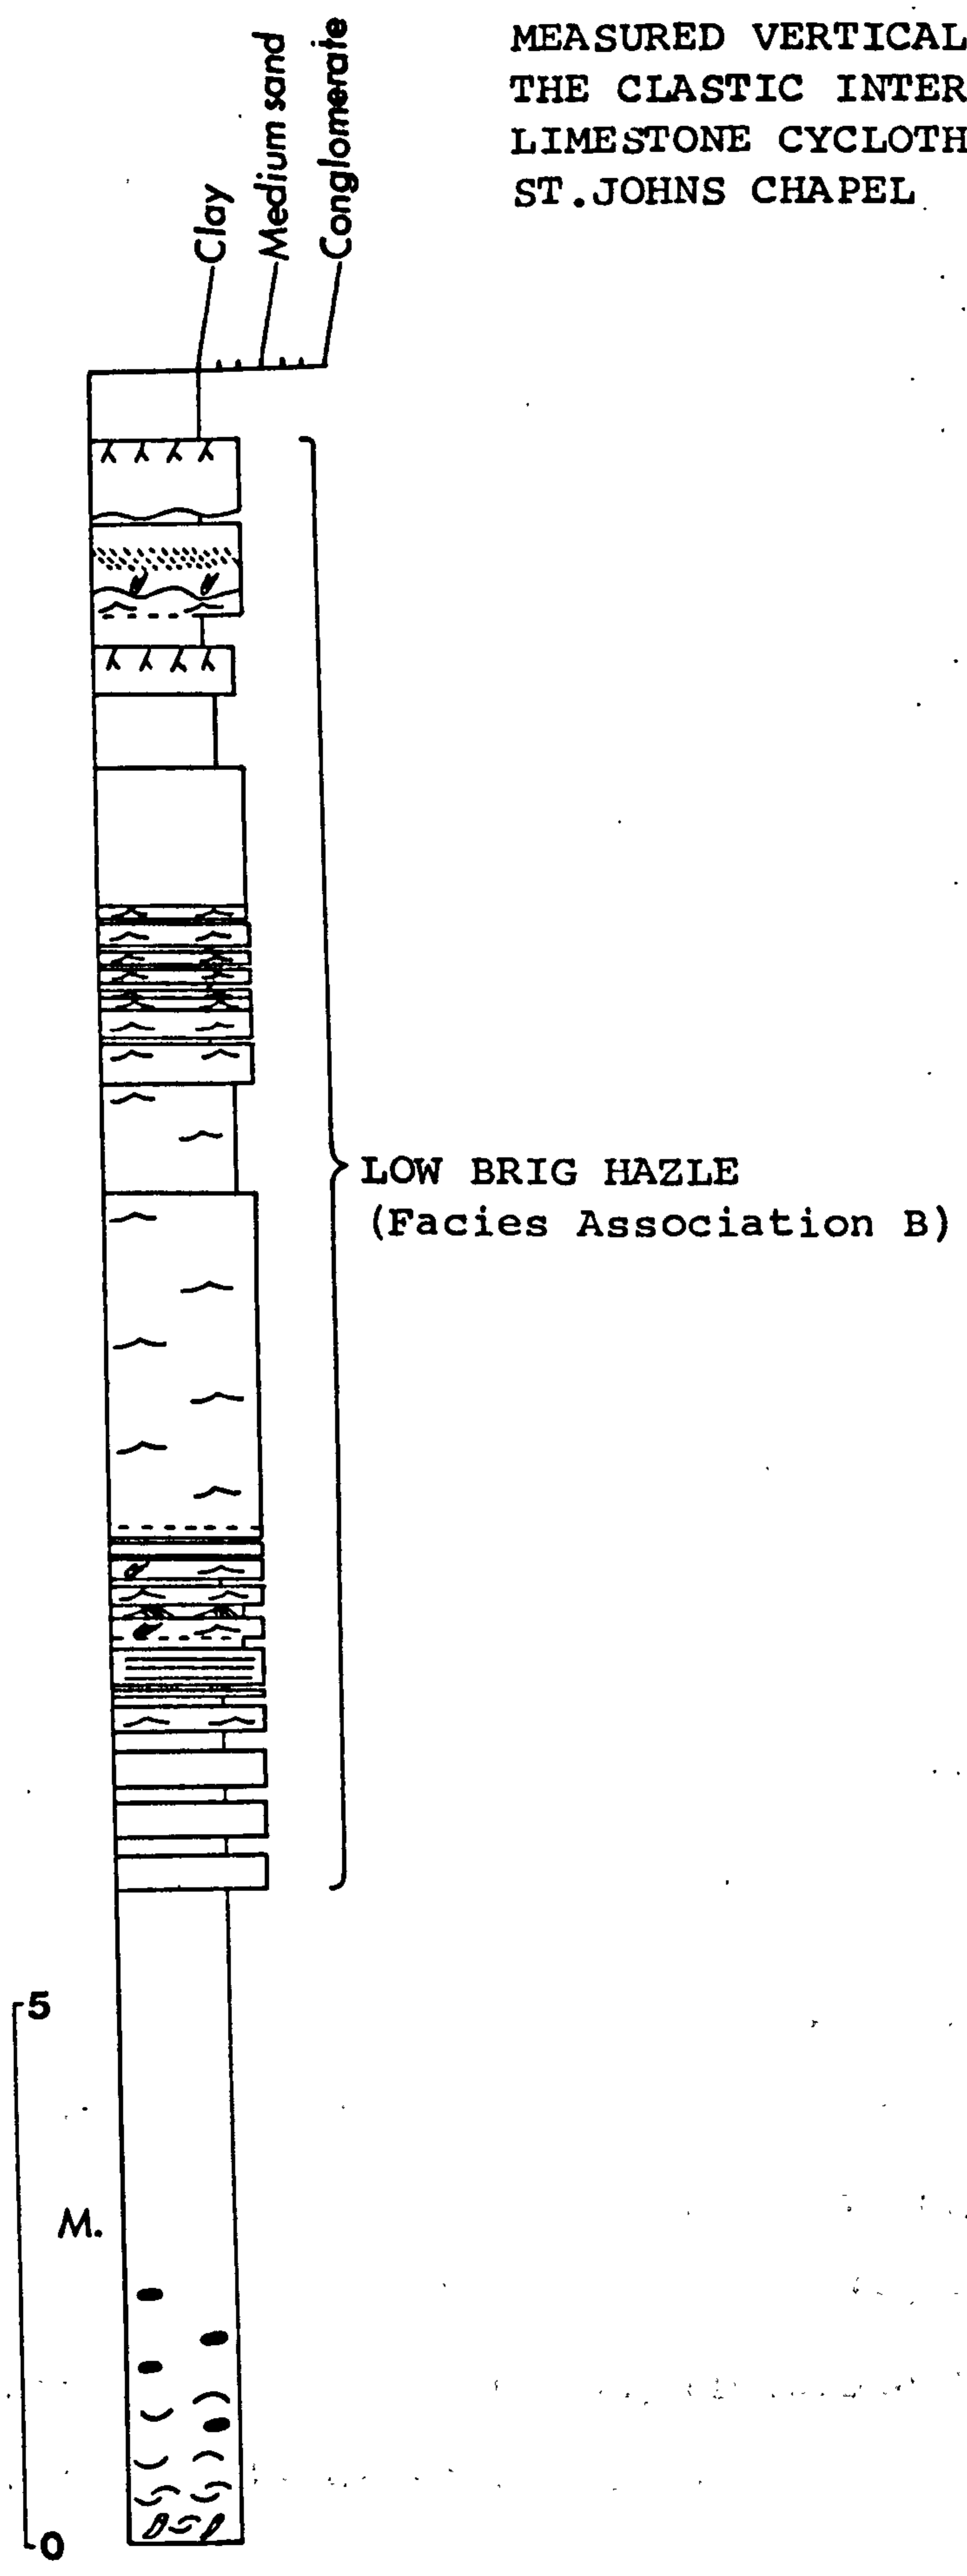 MEASURED VERTICAL
THE CLASTIC INTER
LIMESTONE CYCLOTH
ST.JOHNS CHAPEL
Clay
Medium sand
Conglomerate
LOW BRIG HAZLE
(Facies Association B)
5
M.
0